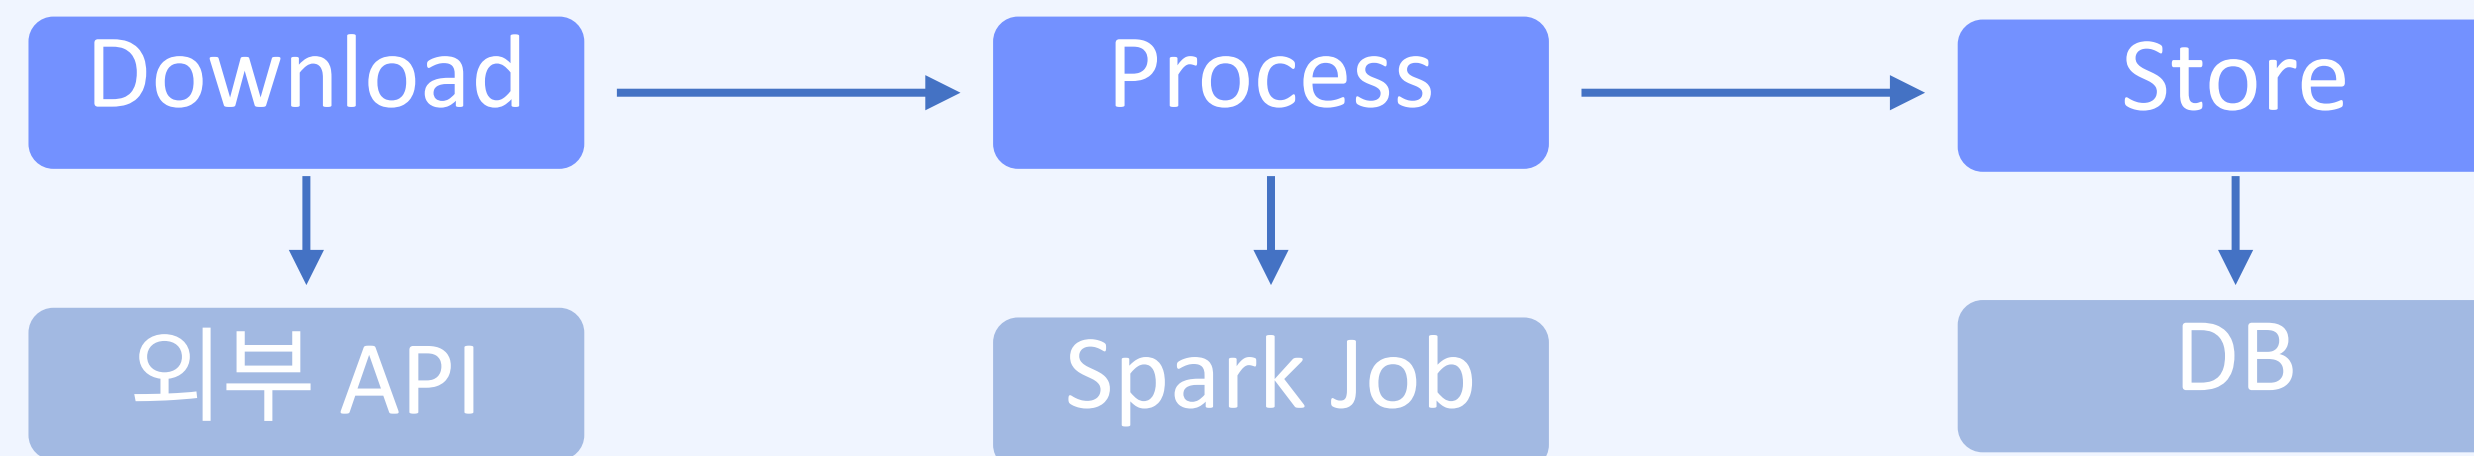 Download
Process
Store
외부 API
Spark Job
DB